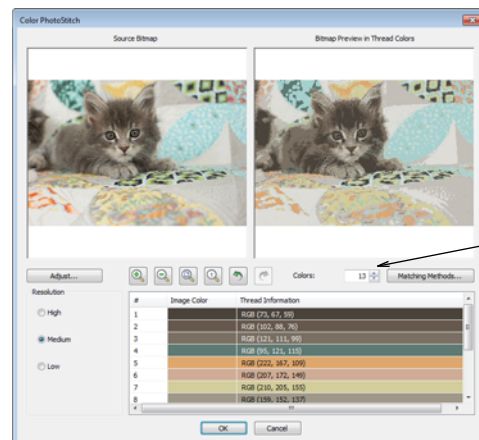 Color PhotoStitch
Source Bitmap
Bitmap Preview in Thread Colors
Adjust...
Colors:
13
Matching Methods...
Resolution
High
Medium
Low
# Image Color Thread Information
1 RGB (73, 67, 59)
2 RGB (102, 88, 76)
3 RGB (121, 111, 99)
4 RGB (95, 121, 115)
5 RGB (222, 167, 109)
6 RGB (207, 172, 149)
7 RGB (210, 205, 155)
8 RGB (159, 152, 137)
OK
Cancel